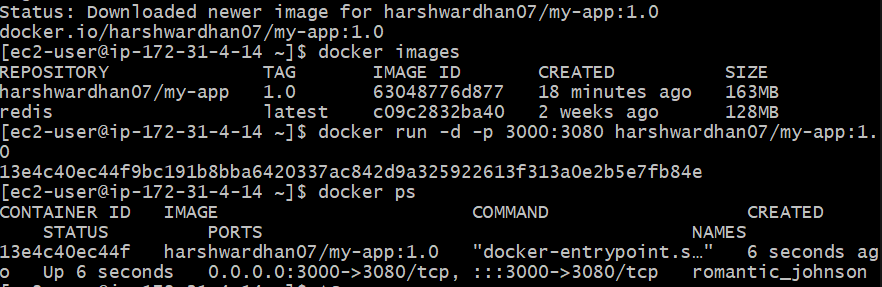 Status: Downloaded newer image for harshwardhan07/my-app:1.0
docker.io/harshwardhan07/my-app:1.0
[ec2-user@ip-172-31-4-14 ~]$ docker images
REPOSITORY TAG IMAGE ID CREATED SIZE
harshwardhan07/my-app 1.0 63048776d877 18 minutes ago 163MB
redis latest c09c2832ba40 2 weeks ago 128MB
[ec2-user@ip-172-31-4-14 ~]$ docker run -d -p 3000:3080 harshwardhan07/my-app:1.
0
13e4c40ec44f9bc191b8bba6420337ac842d9a325922613f313a0e2b5e7fb84e
[ec2-user@ip-172-31-4-14 ~]$ docker ps
CONTAINER ID IMAGE COMMAND CREATED
STATUS PORTS NAMES
13e4c40ec44f harshwardhan07/my-app:1.0 "docker-entrypoint.s…" 6 seconds ag
o Up 6 seconds 0.0.0.0:3000->3080/tcp, :::3000->3080/tcp romantic_johnson